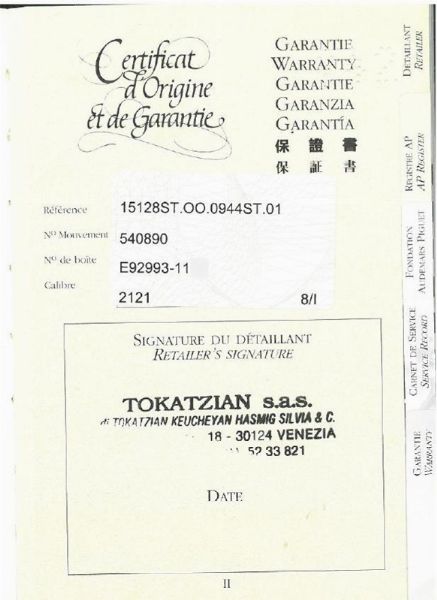 Certificat
d'Origine
et de Garantie
GARANTIE
WARRANTY
GARANTIE
GARANZIA
GARANTÍA
保 證 書
保 証 書
Référence 15128ST.OO.0944ST.01
Nº Mouvement 540890
Nº de boîte E92993-11
Calibre 2121 8/I
SIGNATURE DU DÉTAILLANT
RETAILER'S SIGNATURE
TOKATZIAN s.a.s.
di TOKATZIAN KEUCHEYAN HASMIG SILVIA & C.
18 - 30124 VENEZIA
52 33 821
DATE
II
DÉTAILLANT
RETAILER
REGISTRE AP
AP REGISTER
FONDATION
AUDEMARS PIGUET
CARNET DE SERVICE
SERVICE RECORD
GARANTIE
WARRANTY